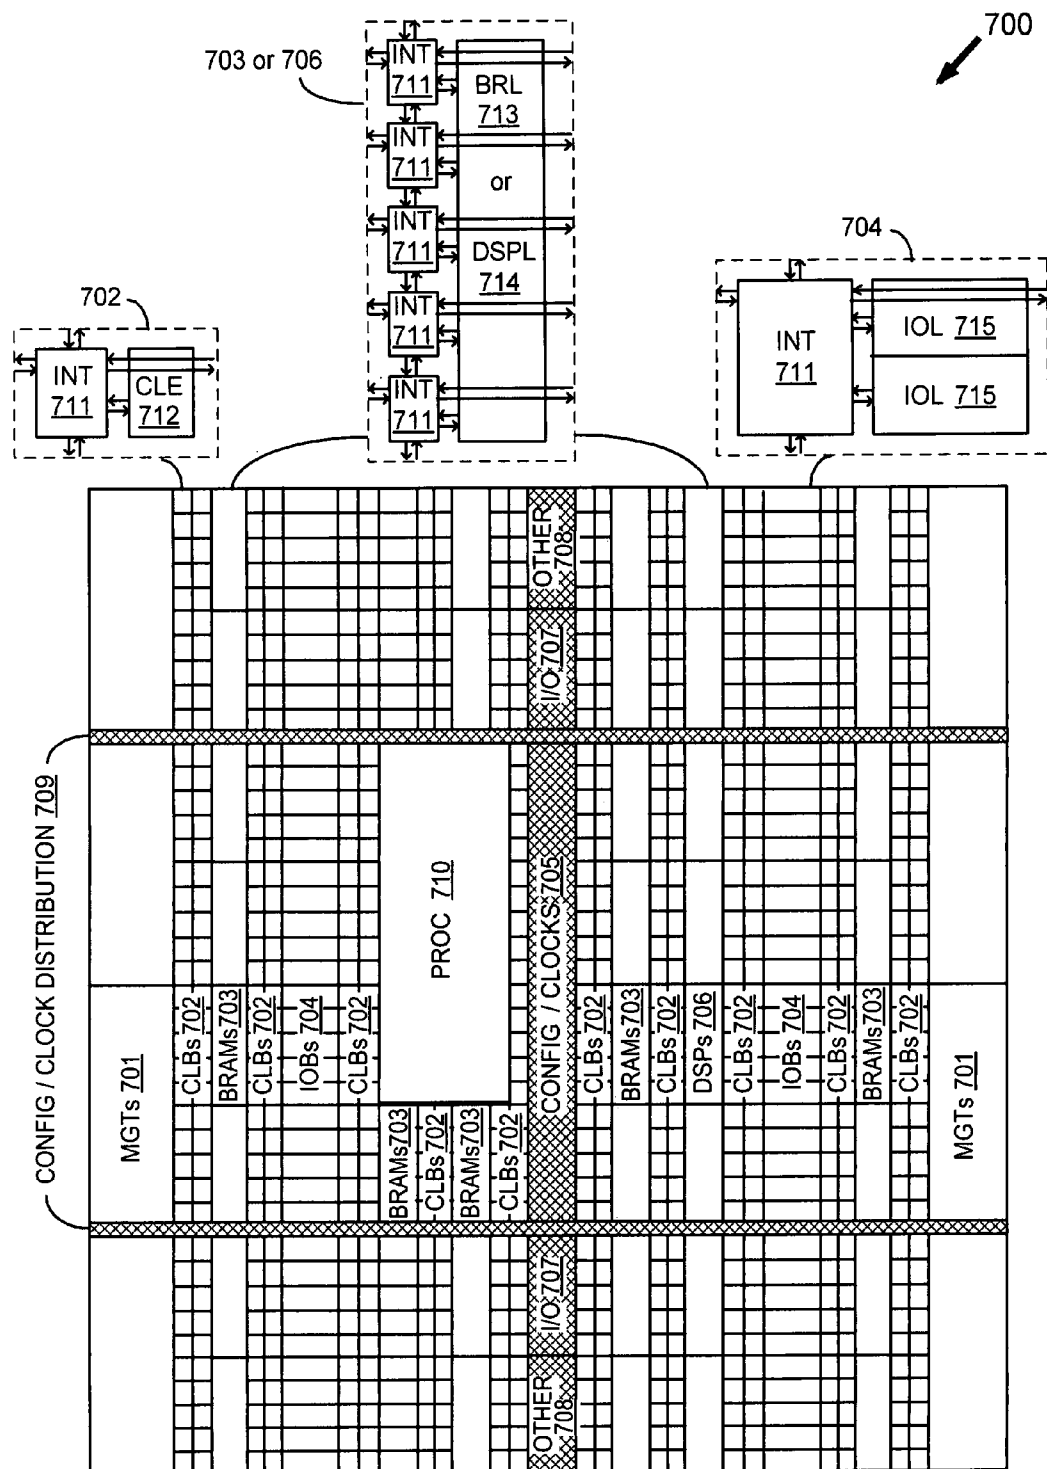 700
703 or 706
INT
711
INT
711
INT
711
INT
711
INT
711
BRL
713
or
DSPL
714
704
INT
711
IOL 715
IOL 715
702
INT
711
CLE
712
OTHER
708
I/O 707
CONFIG / CLOCK DISTRIBUTION 709
PROC 710
CONFIG / CLOCKS 705
MGTs 701
CLBs 702
BRAMs 703
CLBs 702
IOBs 704
CLBs 702
BRAMs 703
CLBs 702
BRAMs 703
CLBs 702
CLBs 702
BRAMs 703
CLBs 702
DSPs 706
CLBs 702
IOBs 704
CLBs 702
BRAMs 703
CLBs 702
MGTs 701
I/O 707
OTHER
708